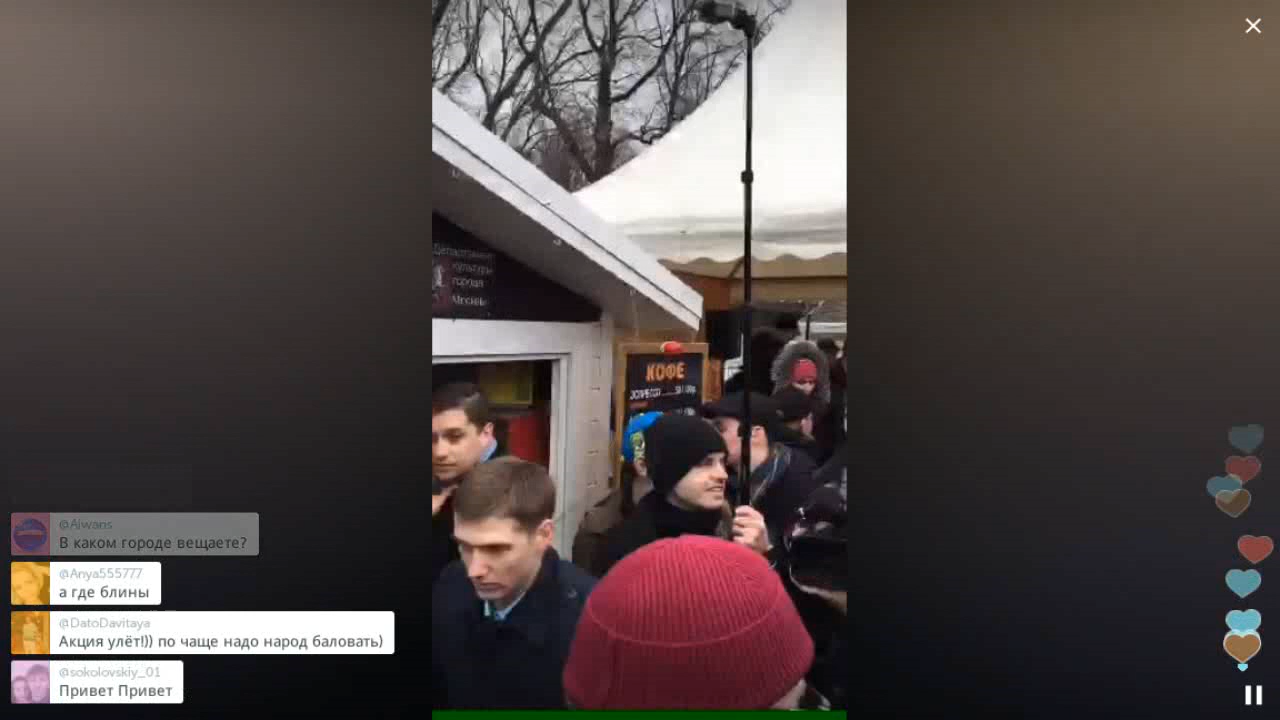 Департамент
культуры
города
Москвы
КОФЕ
ЭСПРЕССО
@Aiwans
В каком городе вещаете?
@Anya555777
а где блины
@DatoDavitaya
Акция улёт!)) по чаще надо народ баловать)
@sokolovskiy_01
Привет Привет